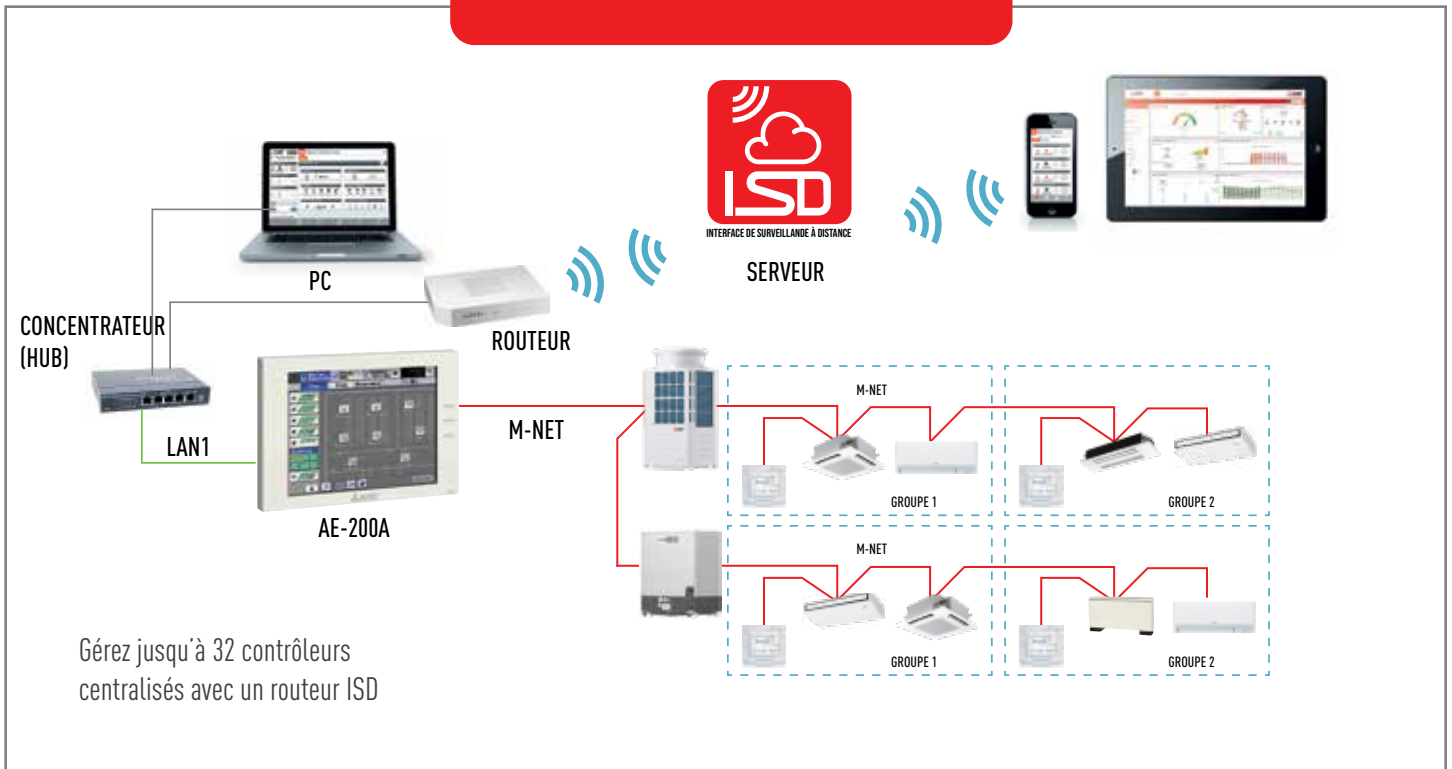 ISD
INTERFACE DE SURVEILLANDE À DISTANCE
SERVEUR
PC
ROUTEUR
CONCENTRATEUR
(HUB)
LAN1
AE-200A
M-NET
M-NET
GROUPE 1
GROUPE 2
M-NET
GROUPE 1
GROUPE 2
Gérez jusqu'à 32 contrôleurs
centralisés avec un routeur ISD